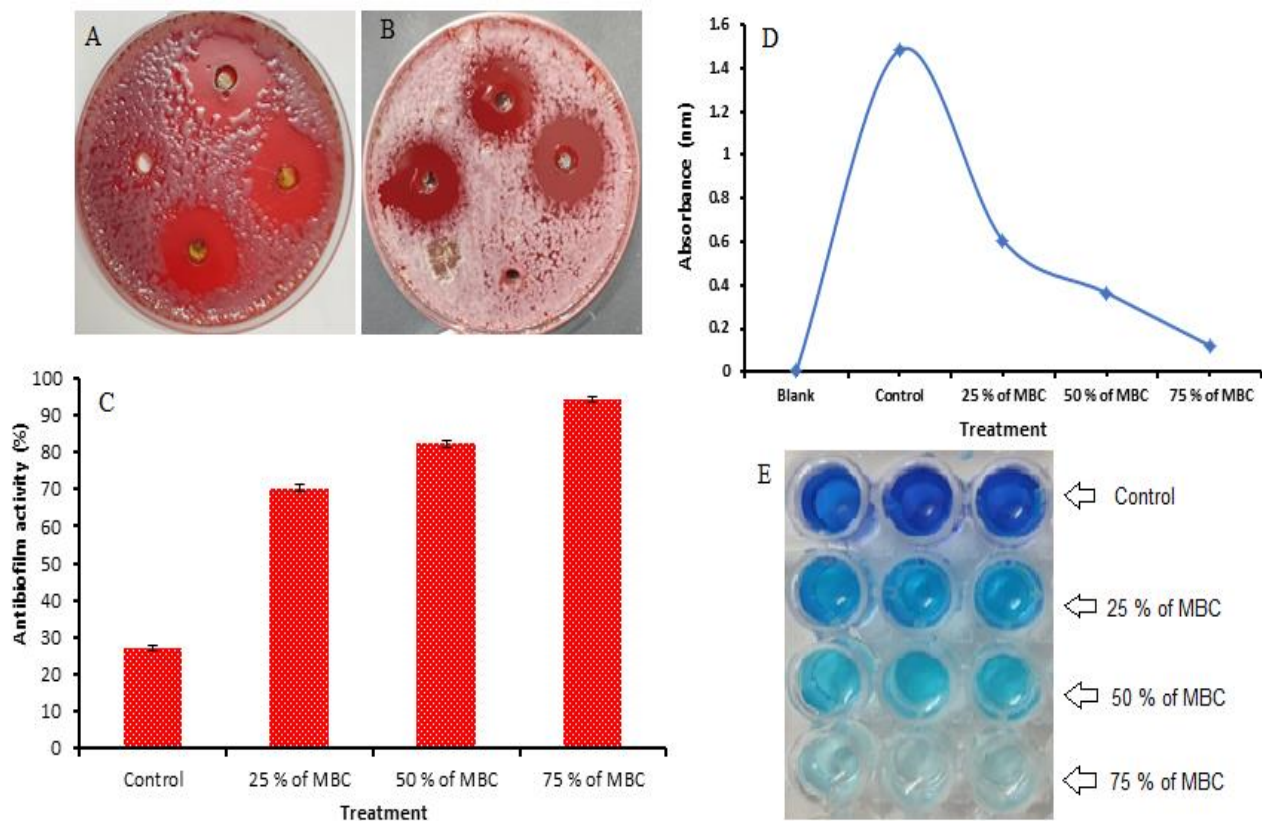 A
B
C
100
90
80
70
60
50
40
30
20
10
0
Antibiofilm activity (%)
Control
25 % of MBC
50 % of MBC
75 % of MBC
Treatment
D
1.6
1.4
1.2
1
0.8
0.6
0.4
0.2
0
Absorbance (nm)
Blank
Control
25 % of MBC
50 % of MBC
75 % of MBC
Treatment
E
Control
25 % of MBC
50 % of MBC
75 % of MBC